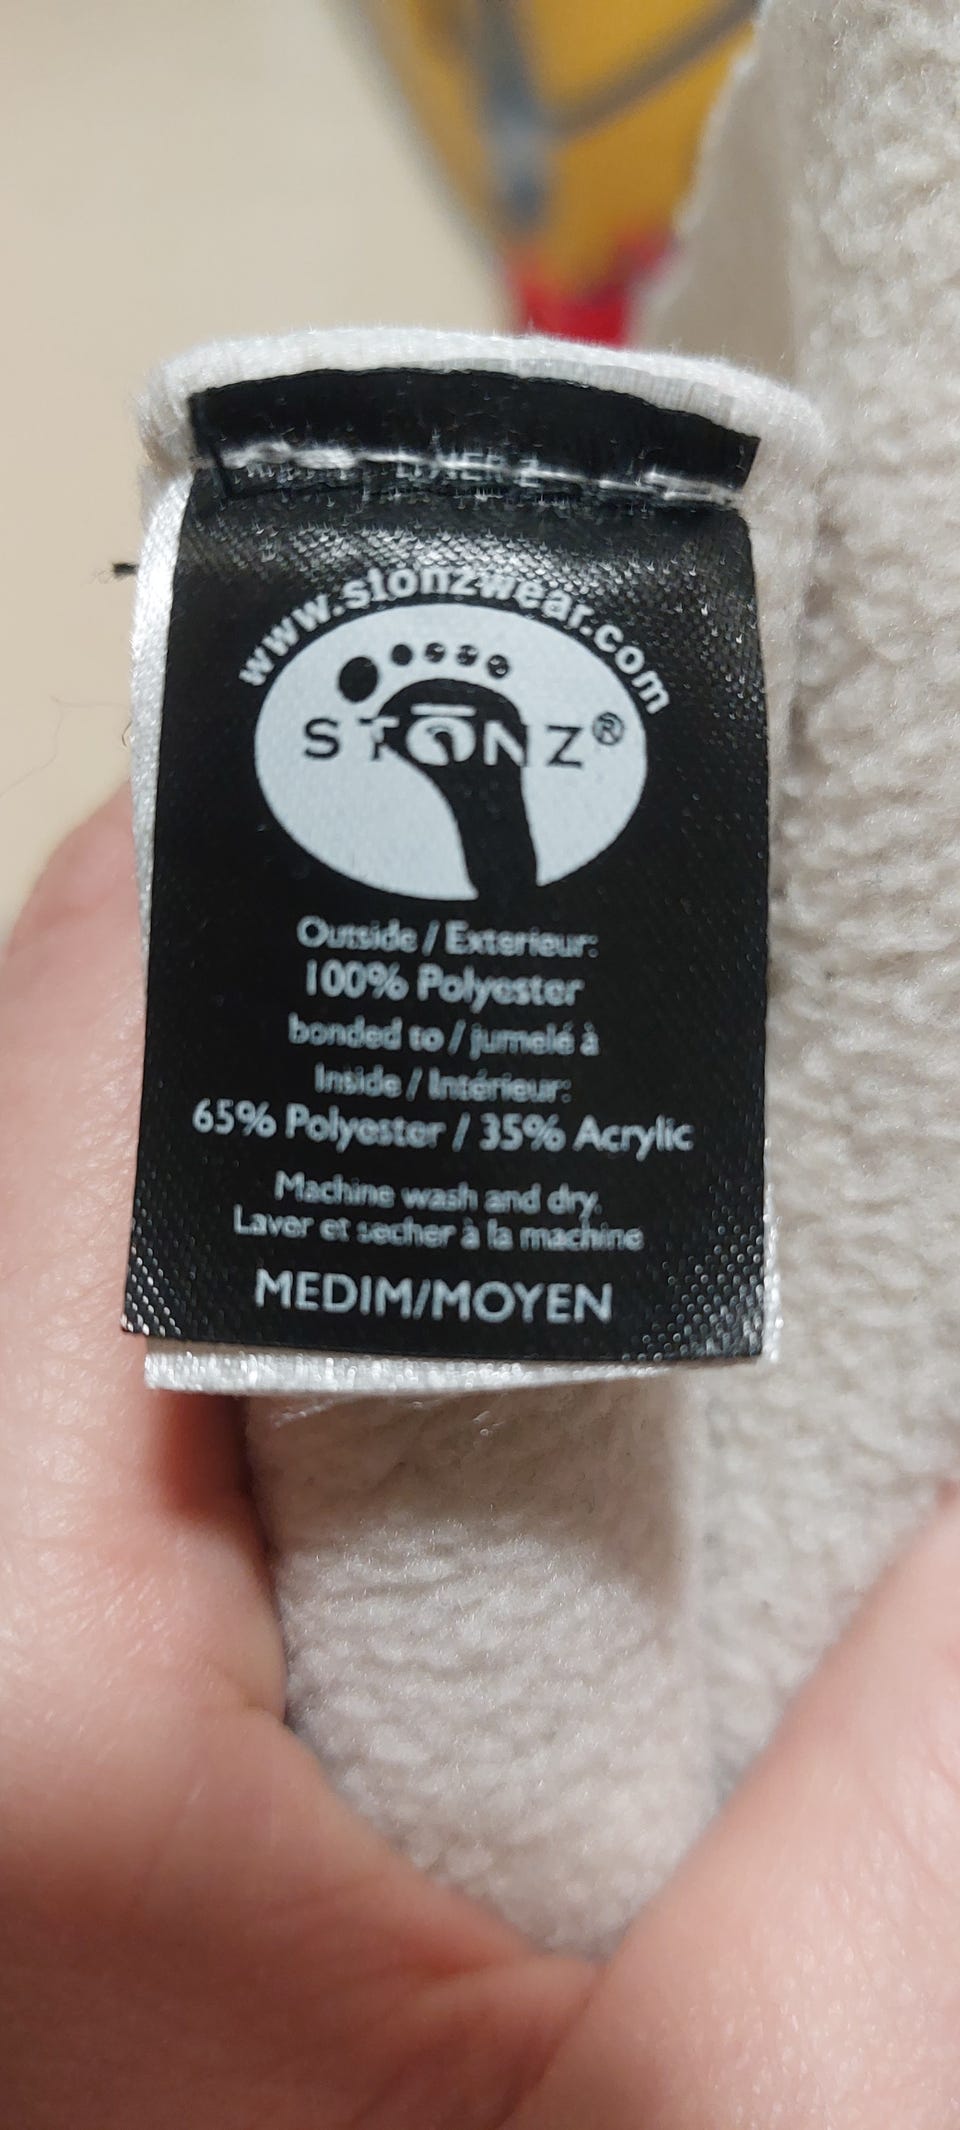 www.stonzwear.com
STŌNZ®
Outside / Exterieur:
100% Polyester
bonded to / jumelé à
Inside / Intérieur:
65% Polyester / 35% Acrylic
Machine wash and dry.
Laver et secher à la machine
MEDIM/MOYEN